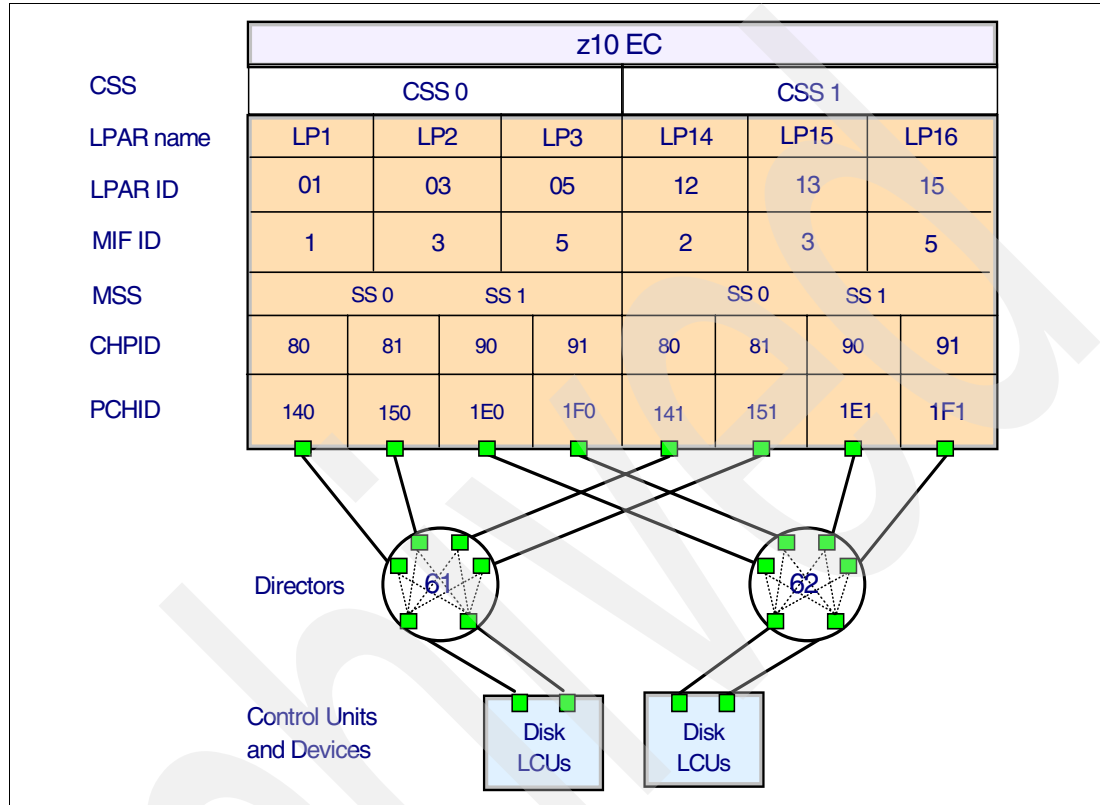 z10 EC
CSS CSS 0 CSS 1
LPAR name LP1 LP2 LP3 LP14 LP15 LP16
LPAR ID 01 03 05 12 13 15
MIF ID 1 3 5 2 3 5
MSS SS 0 SS 1 SS 0 SS 1
CHPID 80 81 90 91 80 81 90 91
PCHID 140 150 1E0 1F0 141 151 1E1 1F1
Directors 61 62
Control Units
and Devices
Disk
LCUs
Disk
LCUs